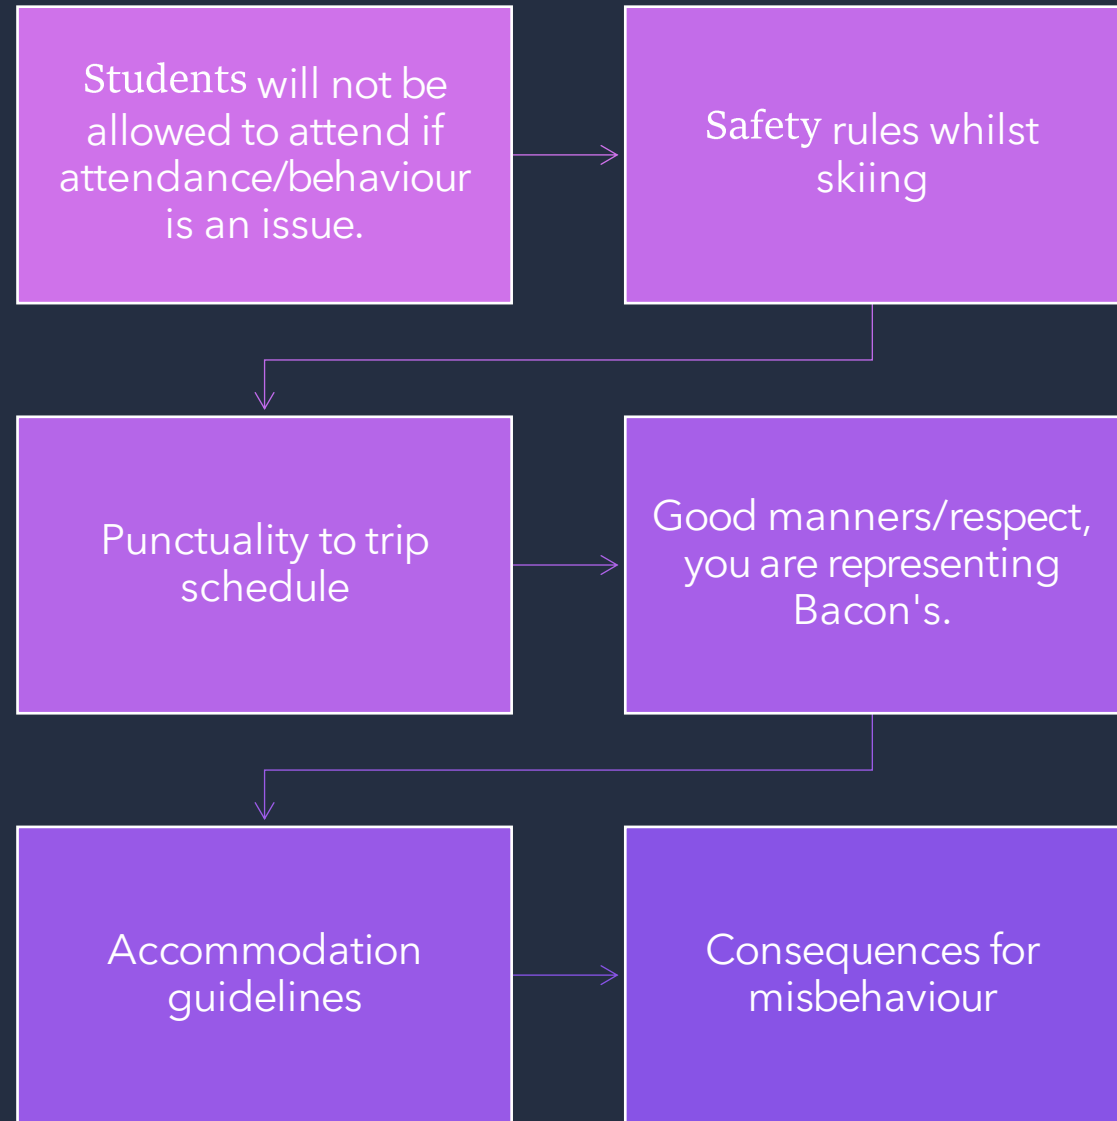 Students will not be
allowed to attend if
attendance/behaviour
is an issue.
Safety rules whilst
skiing
Punctuality to trip
schedule
Good manners/respect,
you are representing
Bacon's.
Accommodation
guidelines
Consequences for
misbehaviour